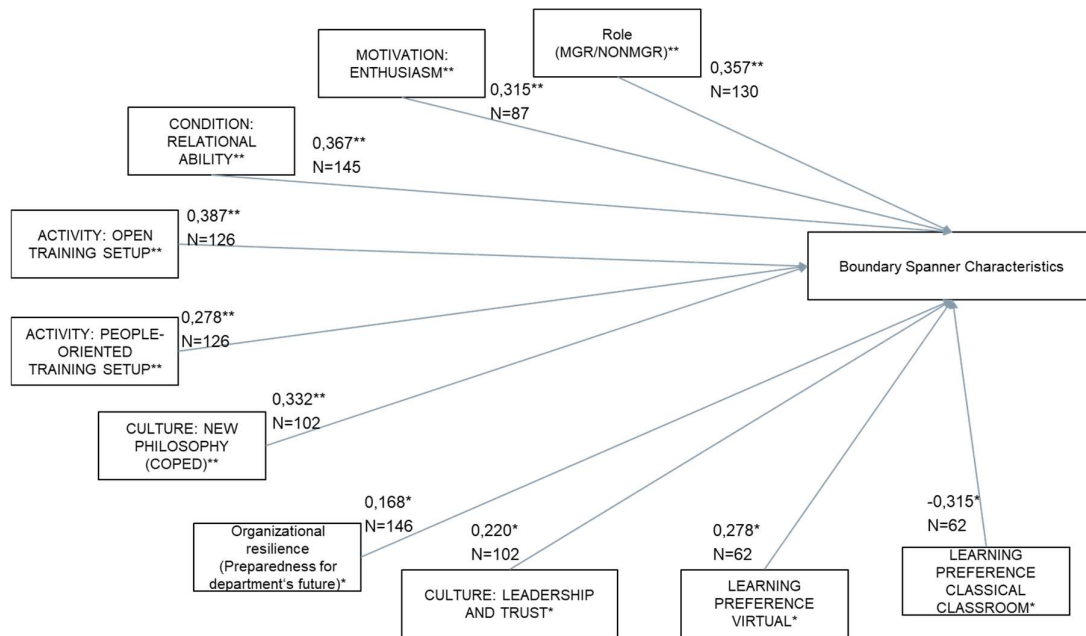 Role
(MGR/NONMGR)**
0,357**
N=130
MOTIVATION:
ENTHUSIASM**
0,315**
N=87
CONDITION:
RELATIONAL
ABILITY**
0,367**
N=145
ACTIVITY: OPEN
TRAINING SETUP**
0,387**
N=126
Boundary Spanner Characteristics
ACTIVITY: PEOPLE-
ORIENTED
TRAINING SETUP**
0,278**
N=126
CULTURE: NEW
PHILOSOPHY
(COPED)**
0,332**
N=102
Organizational
resilience
(Preparedness for
department's future)*
0,168*
N=146
CULTURE: LEADERSHIP
AND TRUST*
0,220*
N=102
LEARNING
PREFERENCE
VIRTUAL*
0,278*
N=62
LEARNING
PREFERENCE
CLASSICAL
CLASSROOM*
-0,315*
N=62